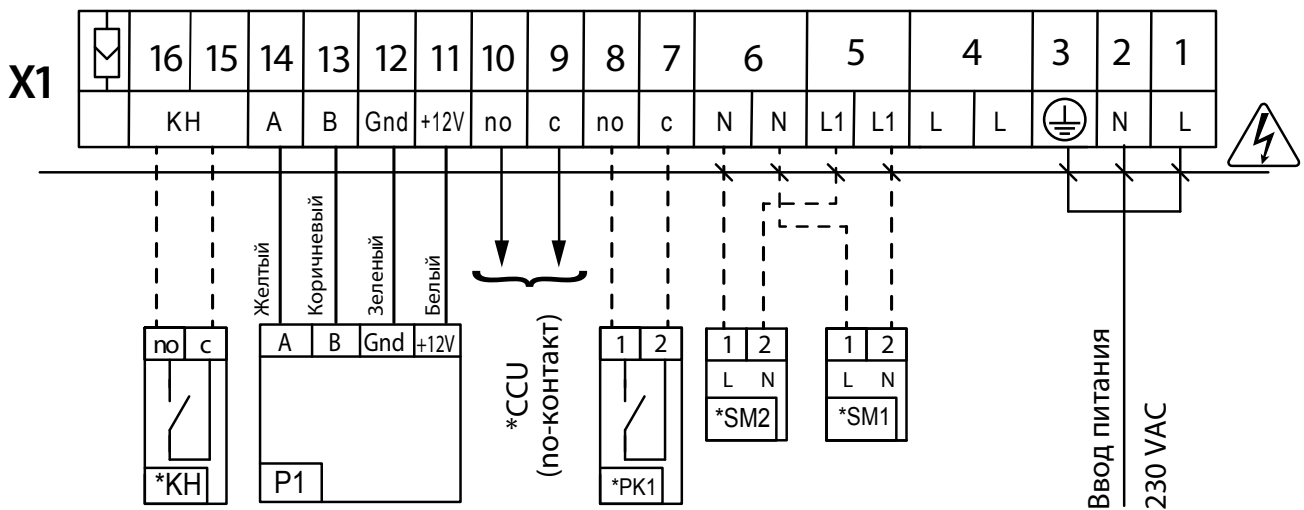 X1
16 15 14 13 12 11 10 9 8 7 6 5 4 3 2 1
KH A B Gnd +12V no c no c N N L1 L1 L L N L
Желтый
Коричневый
Зеленый
Белый
no c
*KH
A B Gnd +12V
P1
*CCU
(no-контакт)
1 2
*PK1
1 2
L N
*SM2
1 2
L N
*SM1
Ввод питания
230 VAC